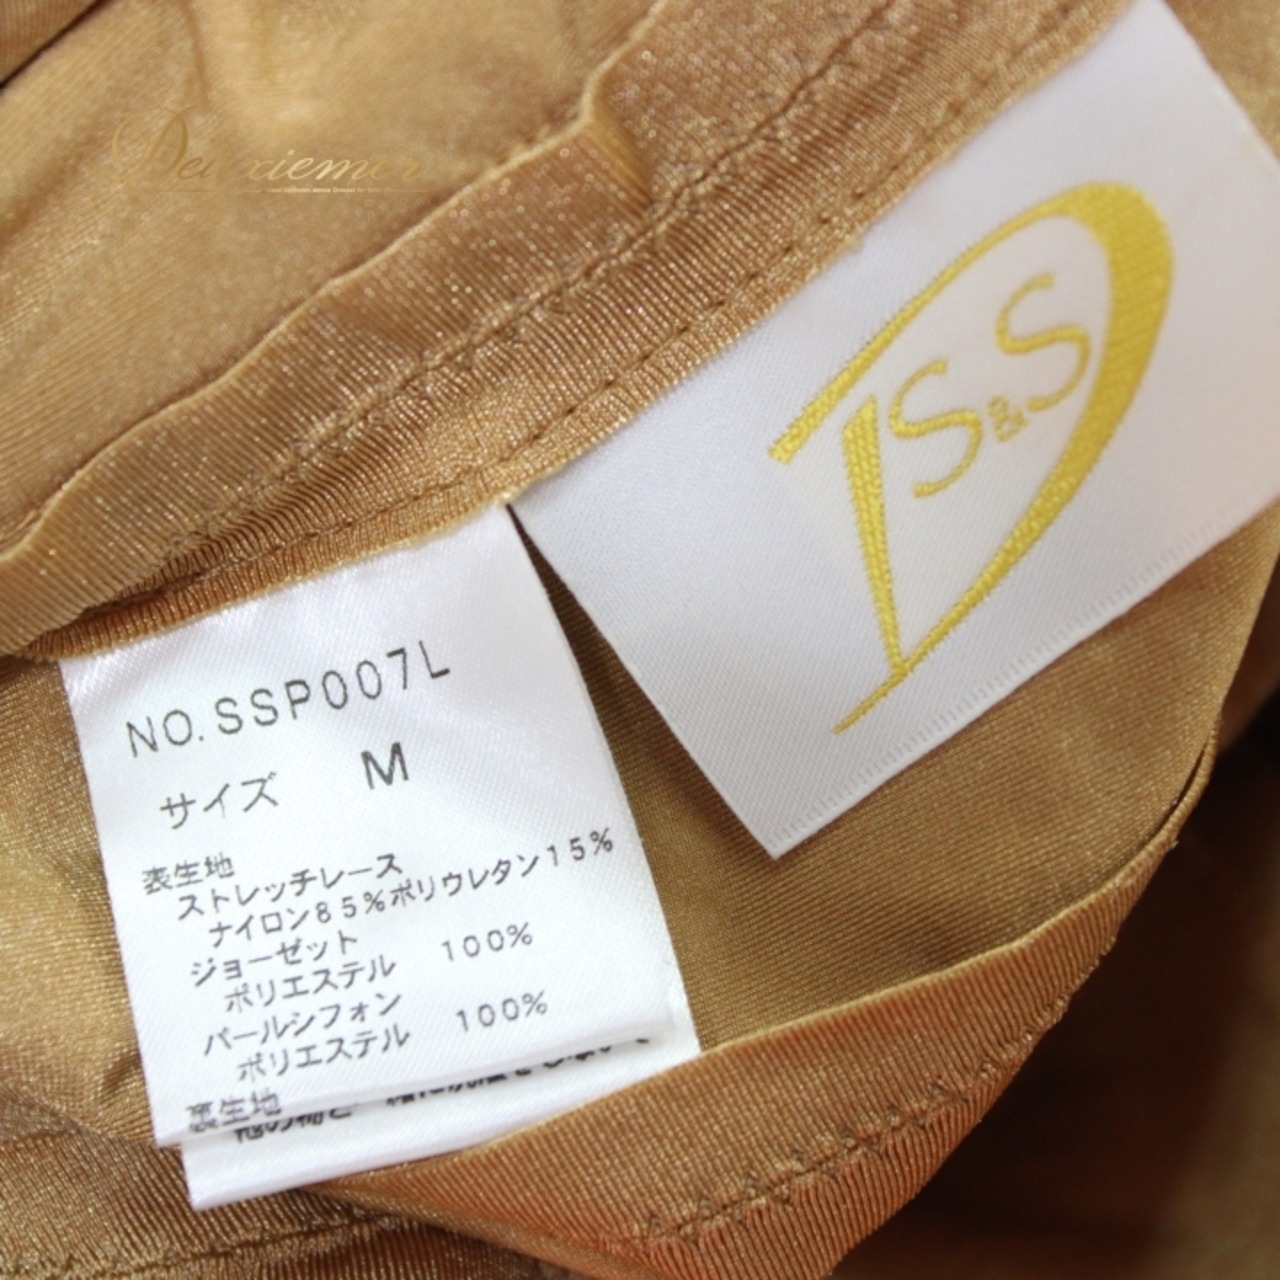 Deuxiemer
D S&S
NO.SSP007L
サイズ M
表生地
ストレッチレース
ナイロン85%ポリウレタン15%
ジョーゼット
ポリエステル 100%
パールシフォン
ポリエステル 100%
裏生地